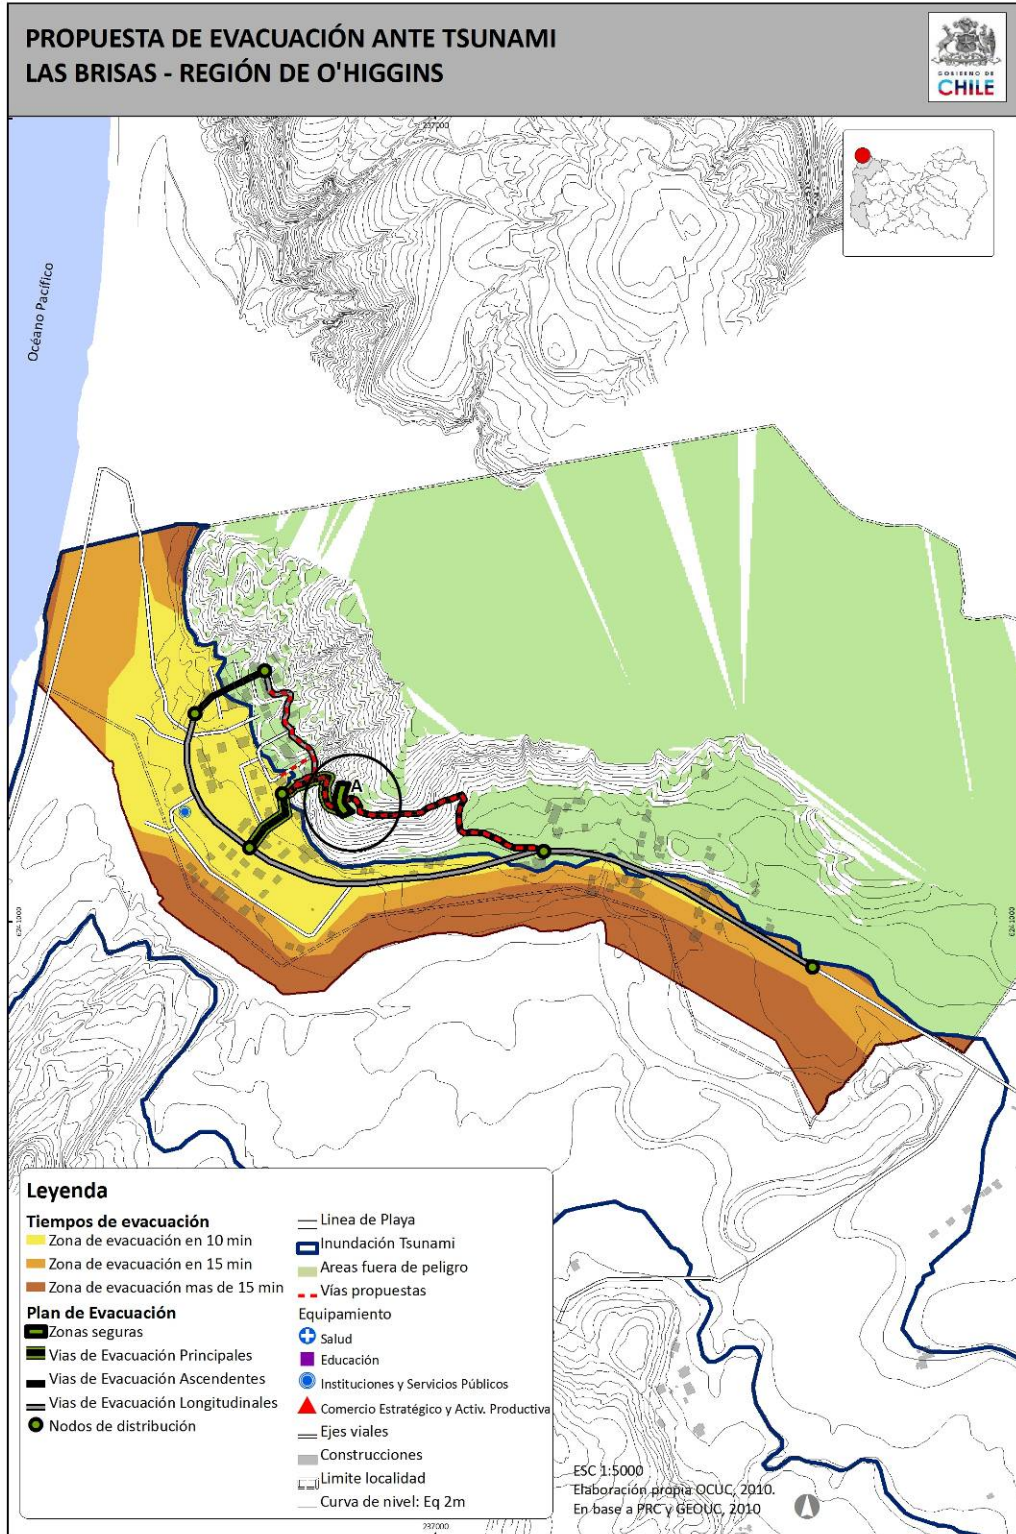 PROPUESTA DE EVACUACIÓN ANTE TSUNAMI
LAS BRISAS - REGIÓN DE O'HIGGINS
GOBIERNO DE
CHILE
237000
Océano Pacífico
A
6241000
6241000
Leyenda
Tiempos de evacuación
Zona de evacuación en 10 min
Zona de evacuación en 15 min
Zona de evacuación mas de 15 min
Plan de Evacuación
Zonas seguras
Vias de Evacuación Principales
Vias de Evacuación Ascendentes
Vias de Evacuación Longitudinales
Nodos de distribución
Linea de Playa
Inundación Tsunami
Areas fuera de peligro
Vías propuestas
Equipamiento
Salud
Educación
Instituciones y Servicios Públicos
Comercio Estratégico y Activ. Productiva
Ejes viales
Construcciones
Limite localidad
Curva de nivel: Eq 2m
ESC 1:5000
Elaboración propia OCUC, 2010.
En base a PRC y GEOUC, 2010
237000